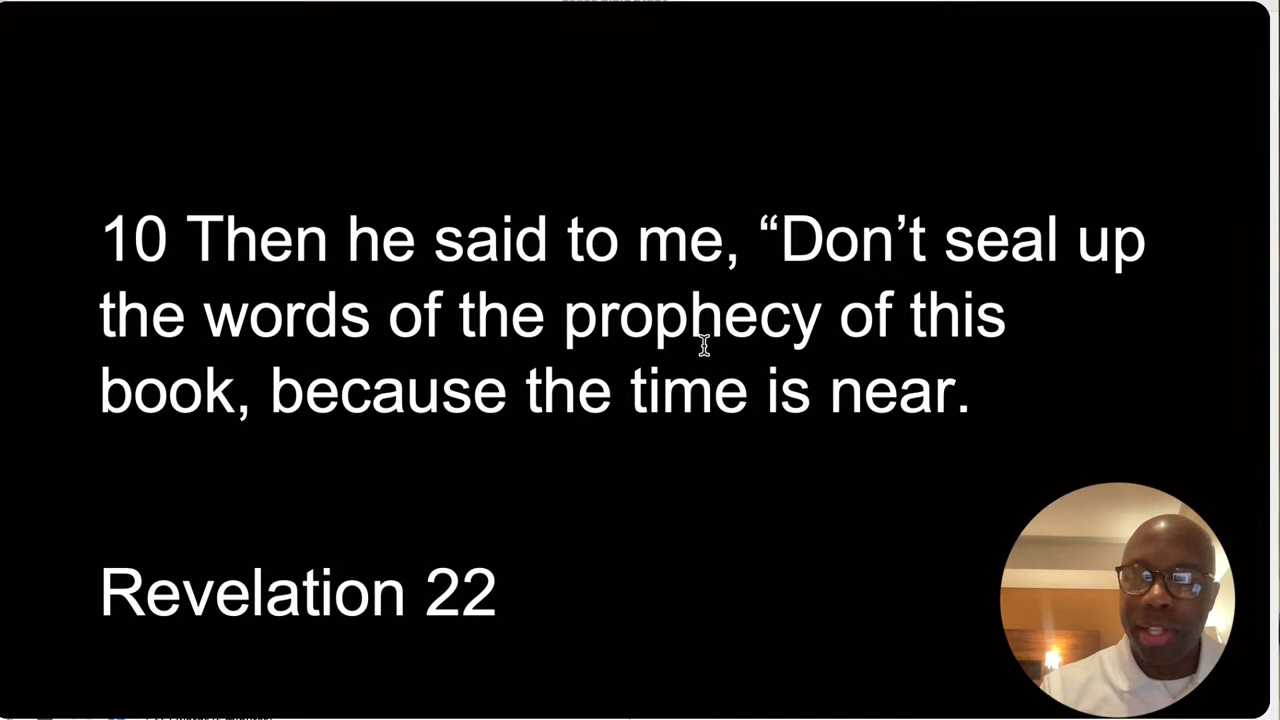 10 Then he said to me, “Don’t seal up
the words of the prophecy of this
book, because the time is near.
Revelation 22